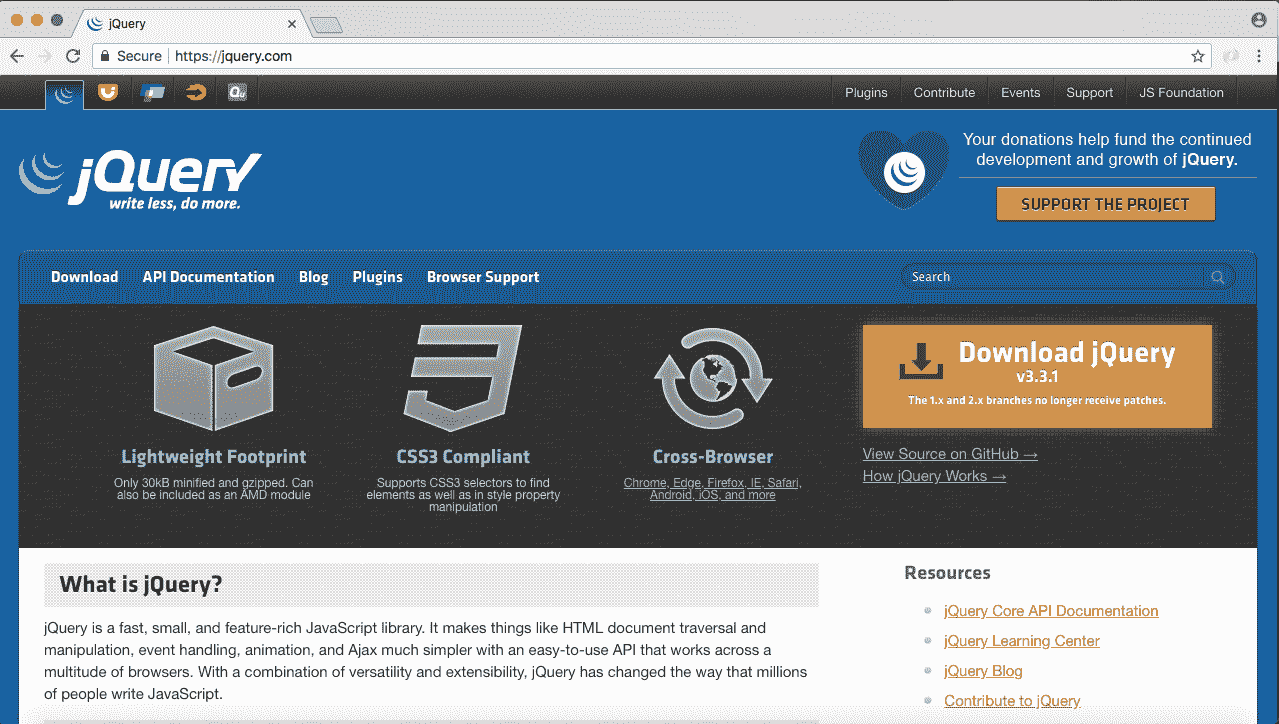 jQuery
Secure
https://jquery.com
Plugins
Contribute
Events
Support
JS Foundation
Your donations help fund the continued
development and growth of jQuery.
SUPPORT THE PROJECT
jQuery
write less, do more.
Download
API Documentation
Blog
Plugins
Browser Support
Search
Lightweight Footprint
Only 30kB minified and gzipped. Can
also be included as an AMD module
CSS3 Compliant
Supports CSS3 selectors to find
elements as well as in style property
manipulation
Cross-Browser
Chrome, Edge, Firefox, IE, Safari,
Android, iOS, and more
Download jQuery
v3.3.1
The 1.x and 2.x branches no longer receive patches.
View Source on GitHub →
How jQuery Works →
What is jQuery?
jQuery is a fast, small, and feature-rich JavaScript library. It makes things like HTML document traversal and
manipulation, event handling, animation, and Ajax much simpler with an easy-to-use API that works across a
multitude of browsers. With a combination of versatility and extensibility, jQuery has changed the way that millions
of people write JavaScript.
Resources
jQuery Core API Documentation
jQuery Learning Center
jQuery Blog
Contribute to jQuery